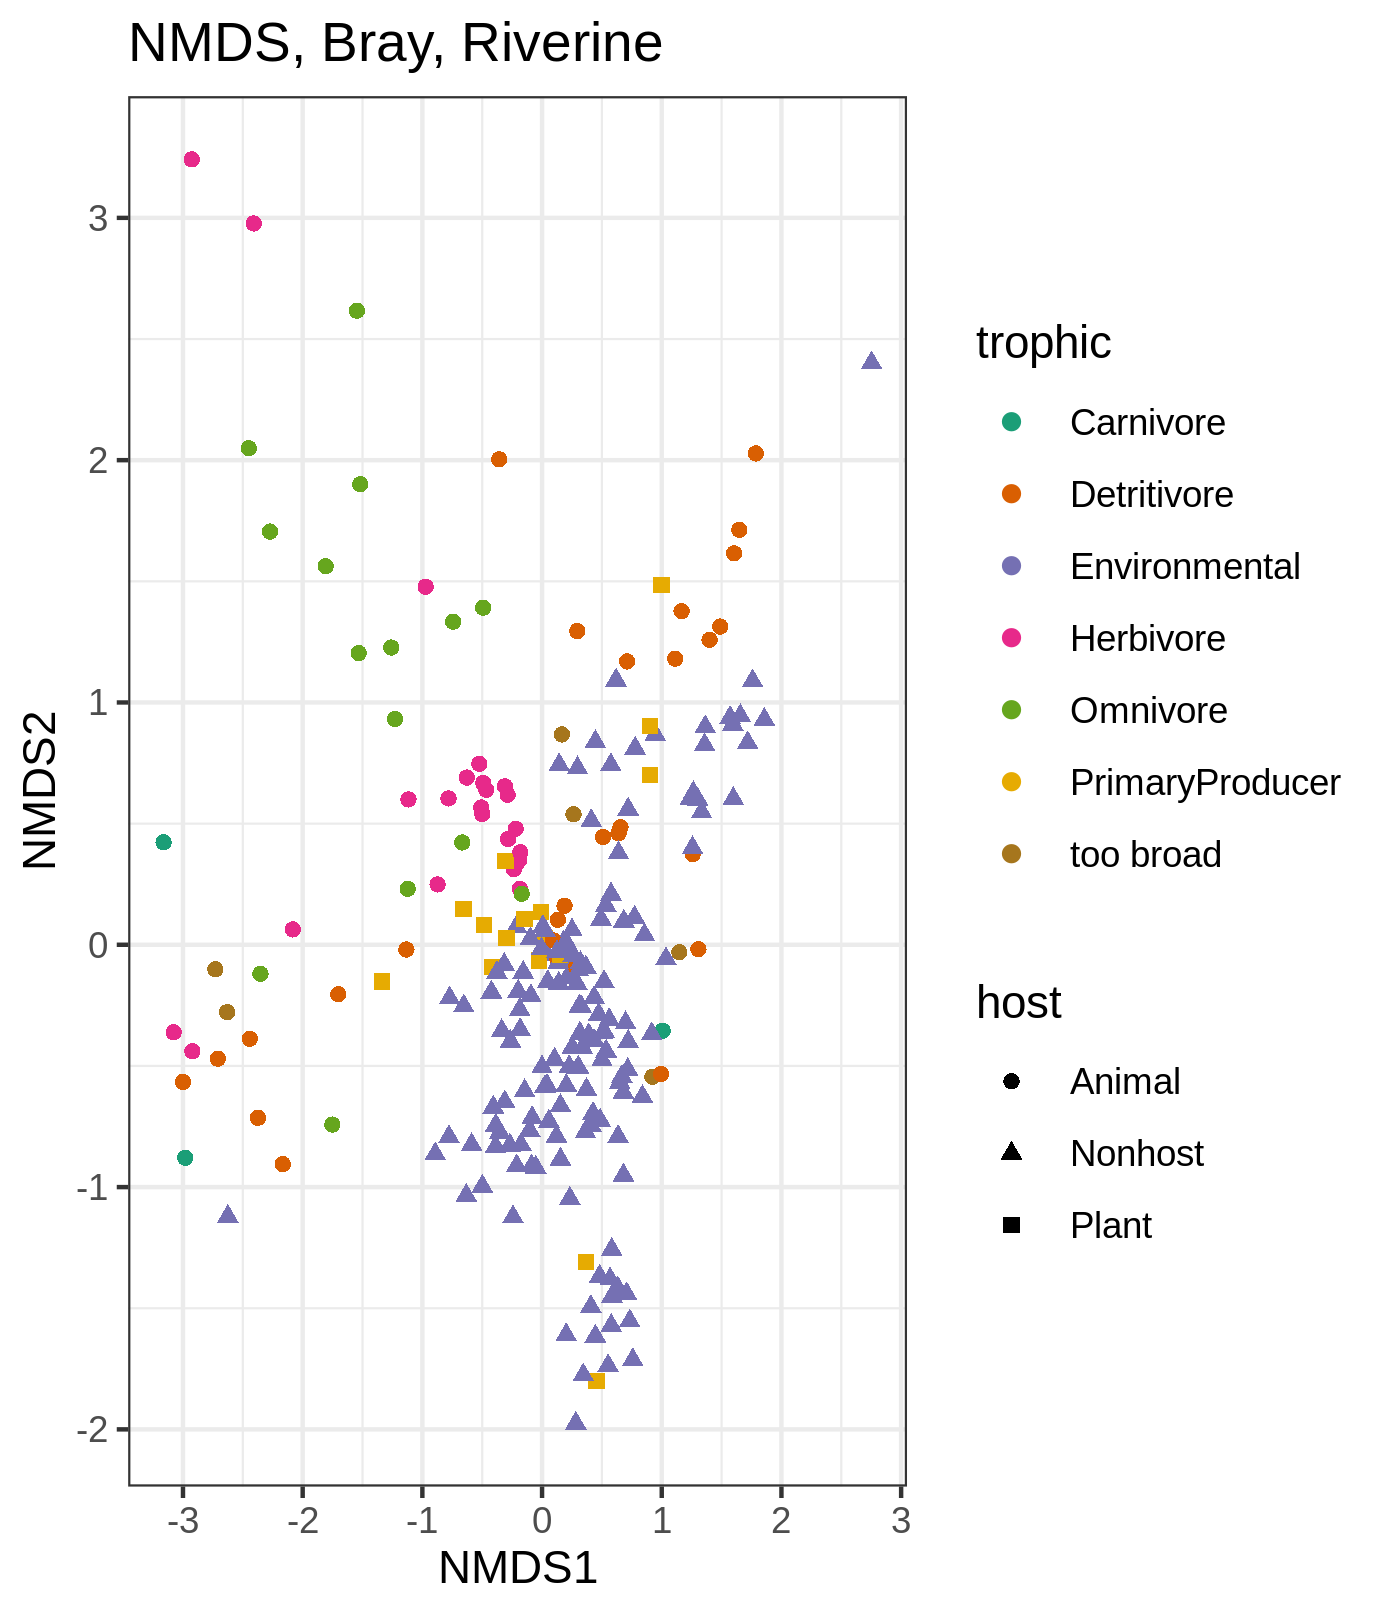 NMDS, Bray, Riverine
3
2
1
0
-1
-2
NMDS2
-3 -2 -1 0 1 2 3
NMDS1
trophic
Carnivore
Detritivore
Environmental
Herbivore
Omnivore
PrimaryProducer
too broad
host
Animal
Nonhost
Plant